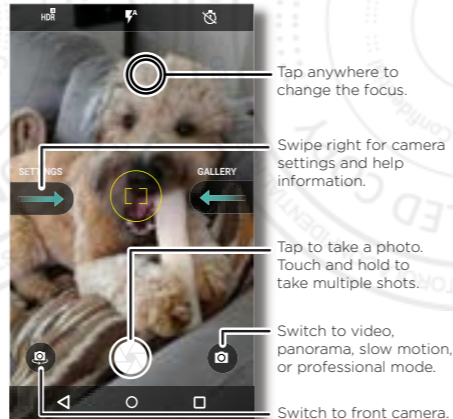 HDR
A
Tap anywhere to
change the focus.
Swipe right for camera
settings and help
information.
SETTINGS
GALLERY
Tap to take a photo.
Touch and hold to
take multiple shots.
Switch to video,
panorama, slow motion,
or professional mode.
Switch to front camera.